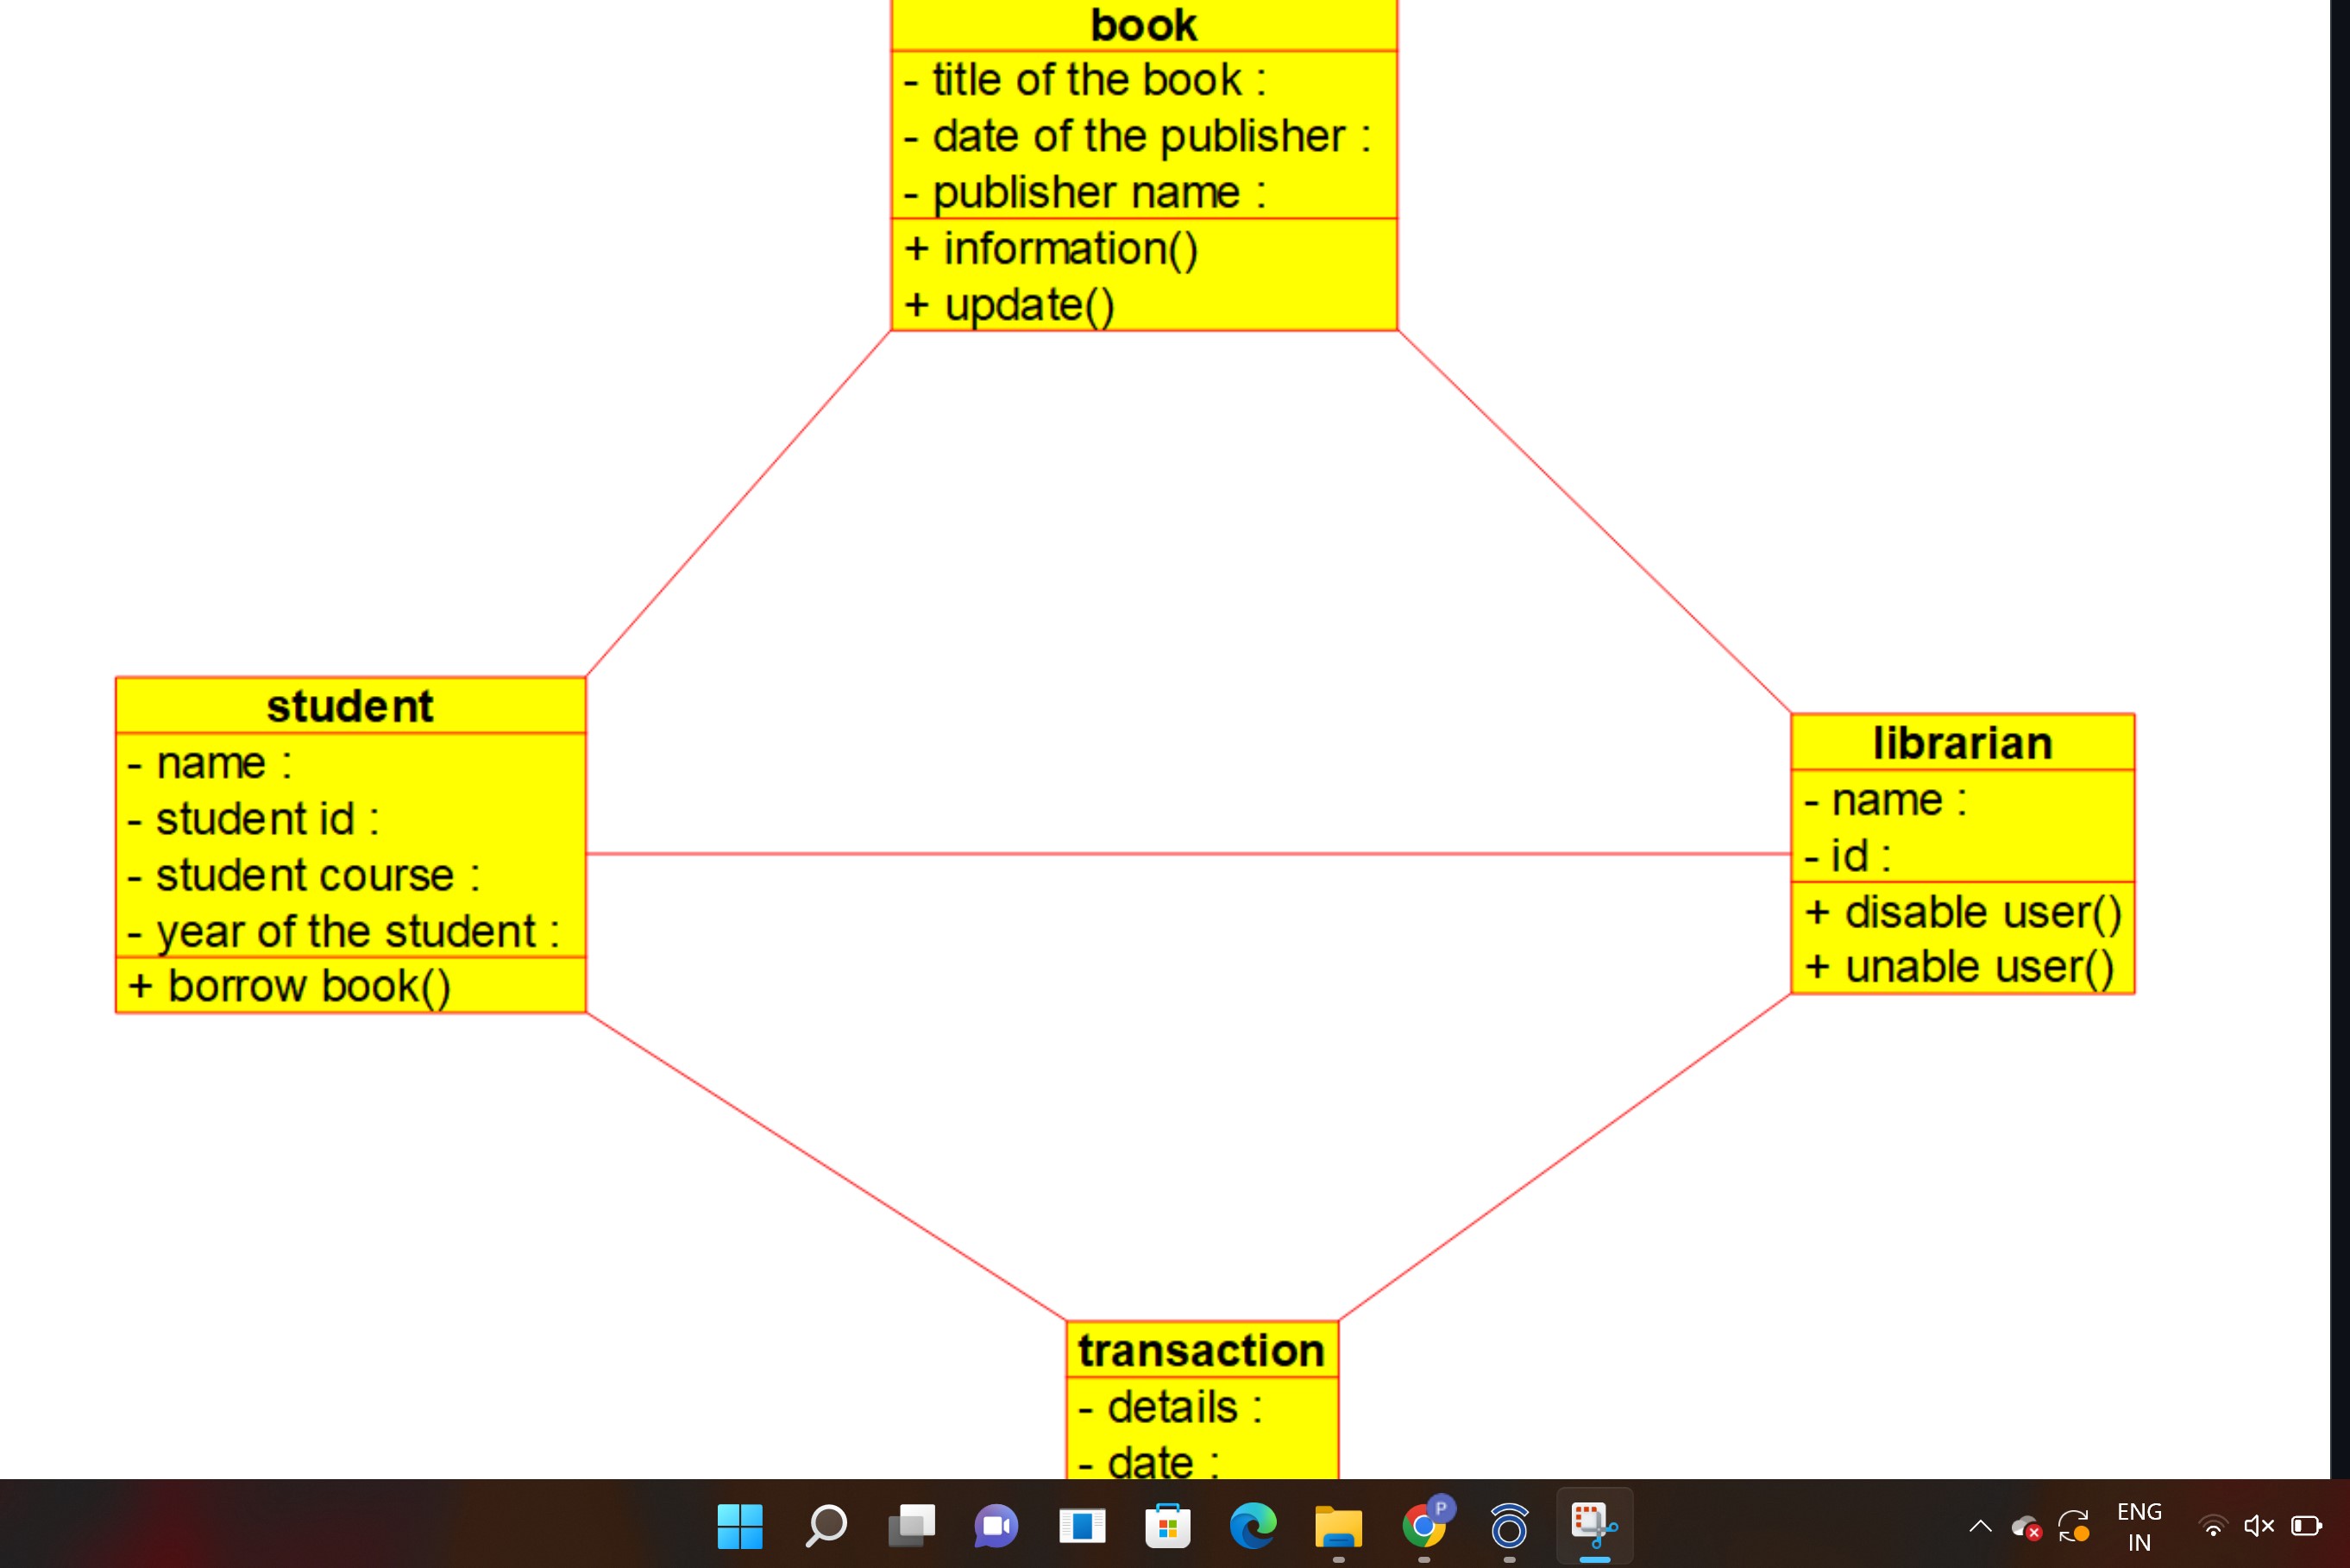 book
- title of the book :
- date of the publisher :
- publisher name :
+ information()
+ update()
student
- name :
- student id :
- student course :
- year of the student :
+ borrow book()
librarian
- name :
- id :
+ disable user()
+ unable user()
transaction
- details :
- date :
P
ENG
IN